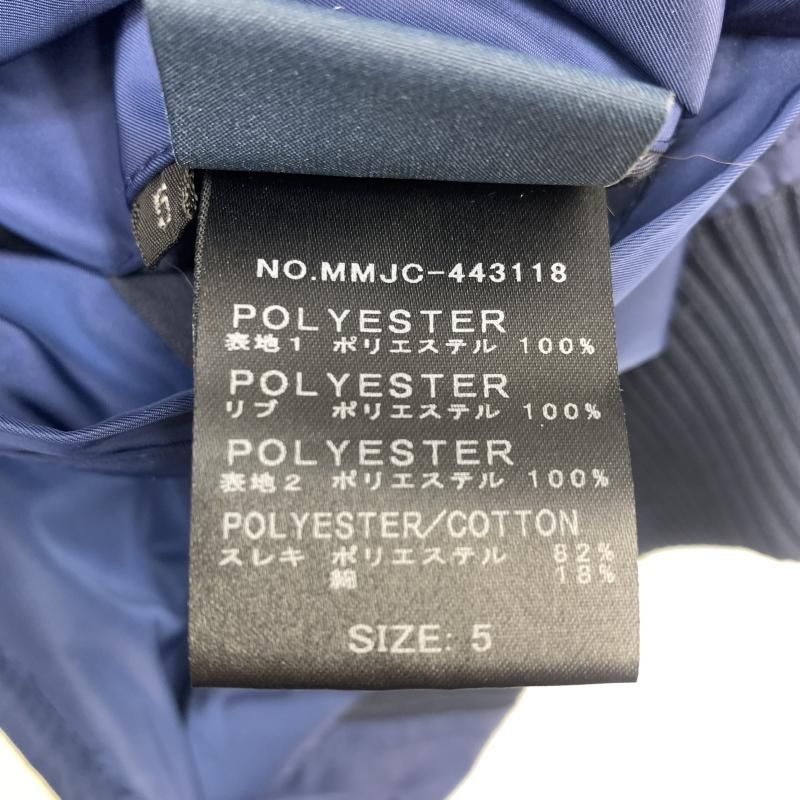 5
NO.MMJC-443118
POLYESTER
表地1 ポリエステル 100%
POLYESTER
リブ ポリエステル 100%
POLYESTER
表地2 ポリエステル 100%
POLYESTER/COTTON
スレキ ポリエステル 82%
綿 18%
SIZE: 5